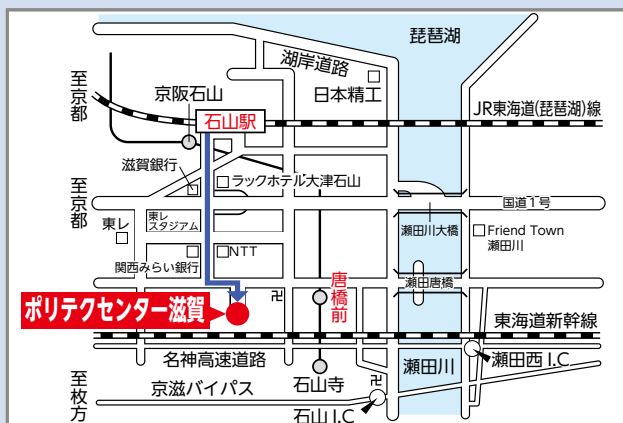 琵琶湖
湖岸道路
至京都
京阪石山
日本精工
石山駅
JR東海道(琵琶湖)線
滋賀銀行
ラックホテル大津石山
至京都
国道1号
東レ
スタジアム
東レ
瀬田川大橋
Friend Town
瀬田川
NTT
関西みらい銀行
唐橋前
瀬田唐橋
卍
ポリテクセンター滋賀
東海道新幹線
名神高速道路
瀬田川
瀬田西I.C
至枚方
京滋バイパス
石山寺
卍
石山I.C